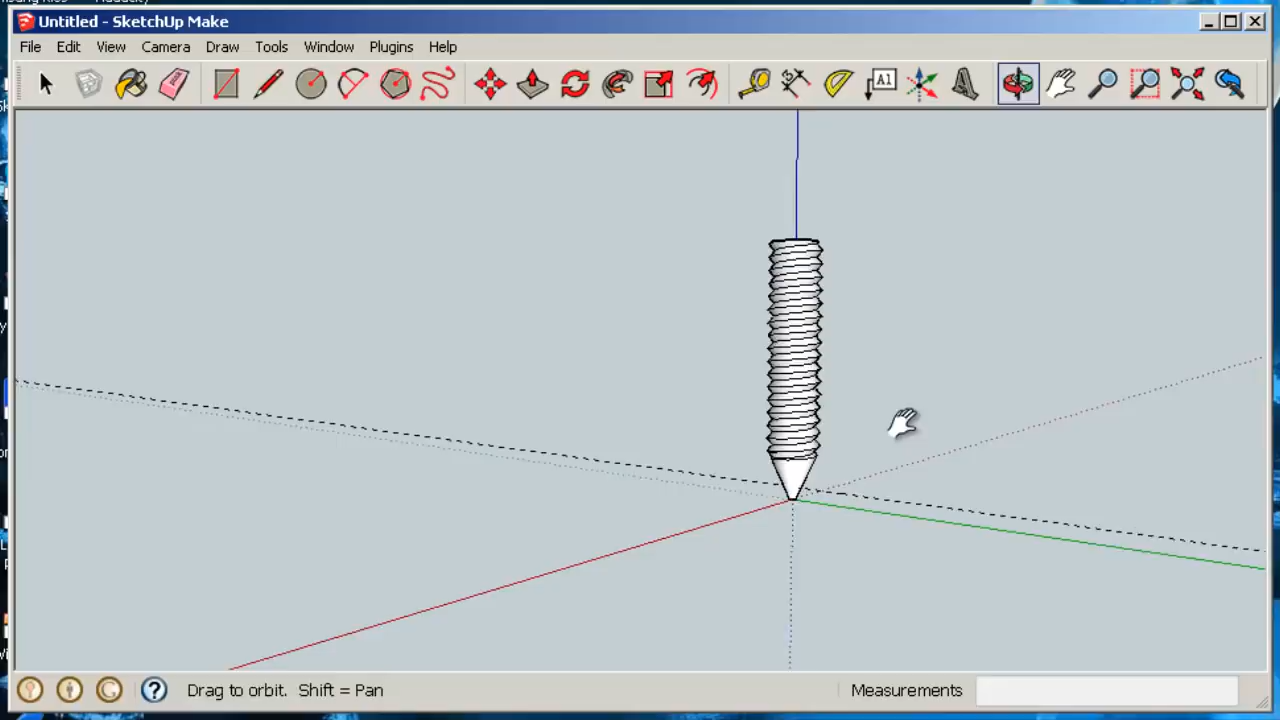 Untitled - SketchUp Make
File Edit View Camera Draw Tools Window Plugins Help
A1
Drag to orbit. Shift = Pan
Measurements